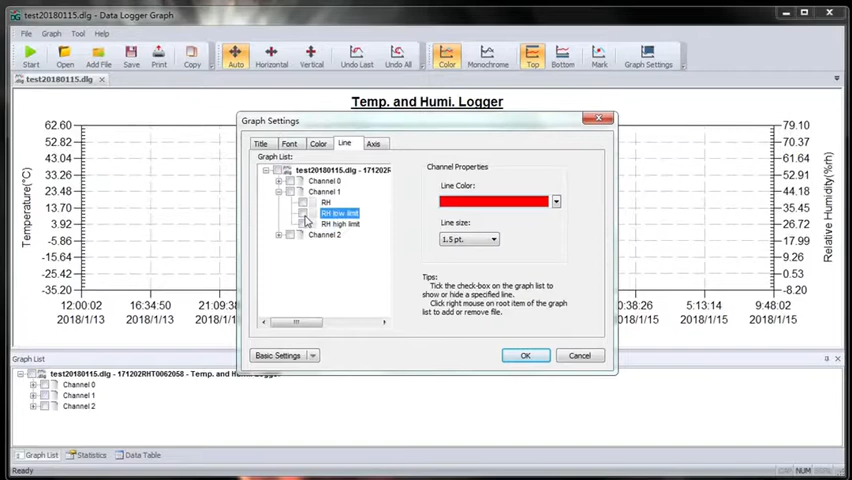 test20180115.dlg - Data Logger Graph
File Graph Tool Help
Start Open Add File Save Print Copy Auto Horizontal Vertical Undo Last Undo All Color Monochrome Top Bottom Mark Graph Settings
test20180115.dlg
Temp. and Humi. Logger
Graph Settings
Title Font Color Line Axis
Graph List:
test20180115.dlg - 171202R
Channel 0
Channel 1
RH
RH low limit
RH high limit
Channel 2
Channel Properties
Line Color:
Line size:
1.5 pt.
Tips:
Tick the check-box on the graph list to
show or hide a specified line.
Click right mouse on root item of the graph
list to add or remove file.
Basic Settings
OK
Cancel
Temperature(°C)
62.60
52.82
43.04
33.26
23.48
13.70
3.92
-5.86
-15.64
-25.42
-35.20
79.10
70.36
61.62
52.88
44.14
35.40
26.66
17.92
9.18
0.53
-8.20
Relative Humidity(%rh)
12:00:02 16:34:50 21:09:38 0:38:26 5:13:14 9:48:02
2018/1/13 2018/1/13 2018/1/15 2018/1/15 2018/1/15
Graph List
test20180115.dlg - 171202RHT0062058 - Temp. and Humi. Logger
Channel 0
Channel 1
Channel 2
Graph List Statistics Data Table
Ready
CAP NUM SCRL